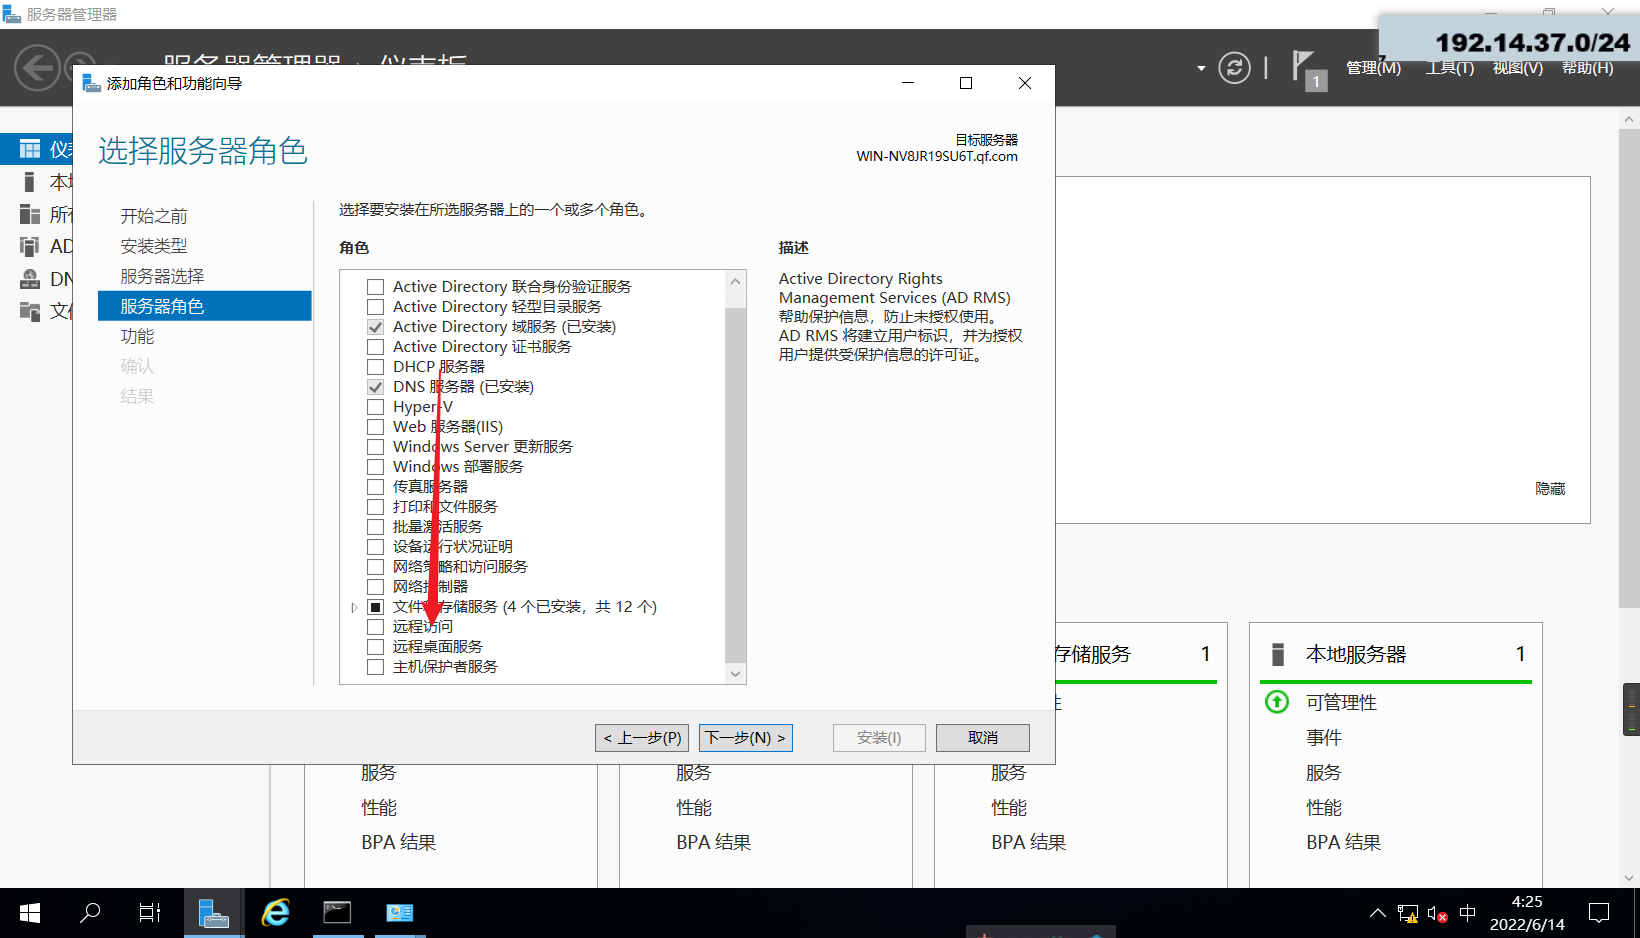 服务器管理器
192.14.37.0/24
管理(M)
工具(T)
视图(V)
帮助(H)
1
添加角色和功能向导
选择服务器角色
目标服务器
WIN-NV8JR19SU6T.qf.com
开始之前
安装类型
服务器选择
服务器角色
功能
确认
结果
选择要安装在所选服务器上的一个或多个角色。
角色
Active Directory 联合身份验证服务
Active Directory 轻型目录服务
Active Directory 域服务 (已安装)
Active Directory 证书服务
DHCP 服务器
DNS 服务器 (已安装)
Hyper-V
Web 服务器(IIS)
Windows Server 更新服务
Windows 部署服务
传真服务器
打印和文件服务
批量激活服务
设备运行状况证明
网络策略和访问服务
网络控制器
文件和存储服务 (4 个已安装，共 12 个)
远程访问
远程桌面服务
主机保护者服务
描述
Active Directory Rights
Management Services (AD RMS)
帮助保护信息，防止未授权使用。
AD RMS 将建立用户标识，并为授权
用户提供受保护信息的许可证。
< 上一步(P)
下一步(N) >
安装(I)
取消
AD
DN
隐藏
存储服务 1
本地服务器 1
可管理性
事件
服务
性能
BPA 结果
服务
性能
BPA 结果
服务
性能
BPA 结果
服务
性能
BPA 结果
中
4:25
2022/6/14